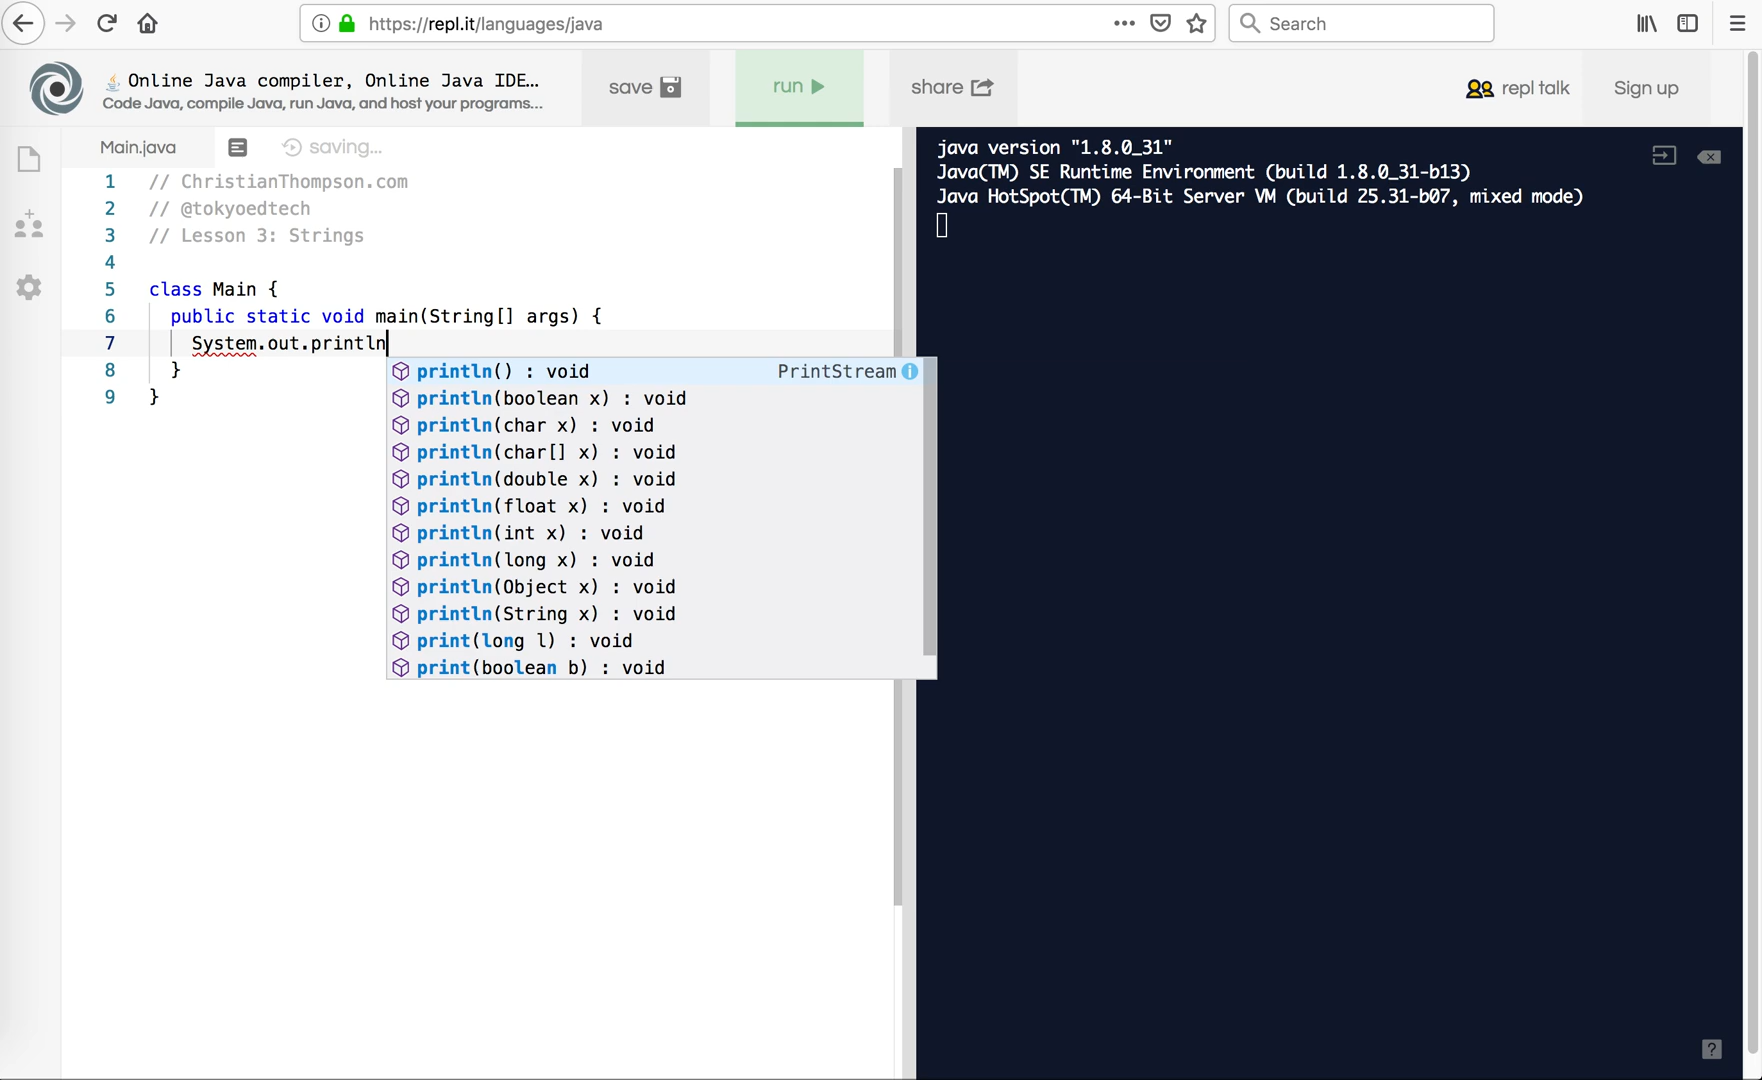 https://repl.it/languages/java
Search
Online Java compiler, Online Java IDE...
Code Java, compile Java, run Java, and host your programs...
save
run
share
repl talk
Sign up
Main.java
saving...
1 // ChristianThompson.com
2 // @tokyoedtech
3 // Lesson 3: Strings
4
5 class Main {
6 public static void main(String[] args) {
7 System.out.println
8 }
9 }
println() : void PrintStream
println(boolean x) : void
println(char x) : void
println(char[] x) : void
println(double x) : void
println(float x) : void
println(int x) : void
println(long x) : void
println(Object x) : void
println(String x) : void
print(long l) : void
print(boolean b) : void
java version "1.8.0_31"
Java(TM) SE Runtime Environment (build 1.8.0_31-b13)
Java HotSpot(TM) 64-Bit Server VM (build 25.31-b07, mixed mode)
?